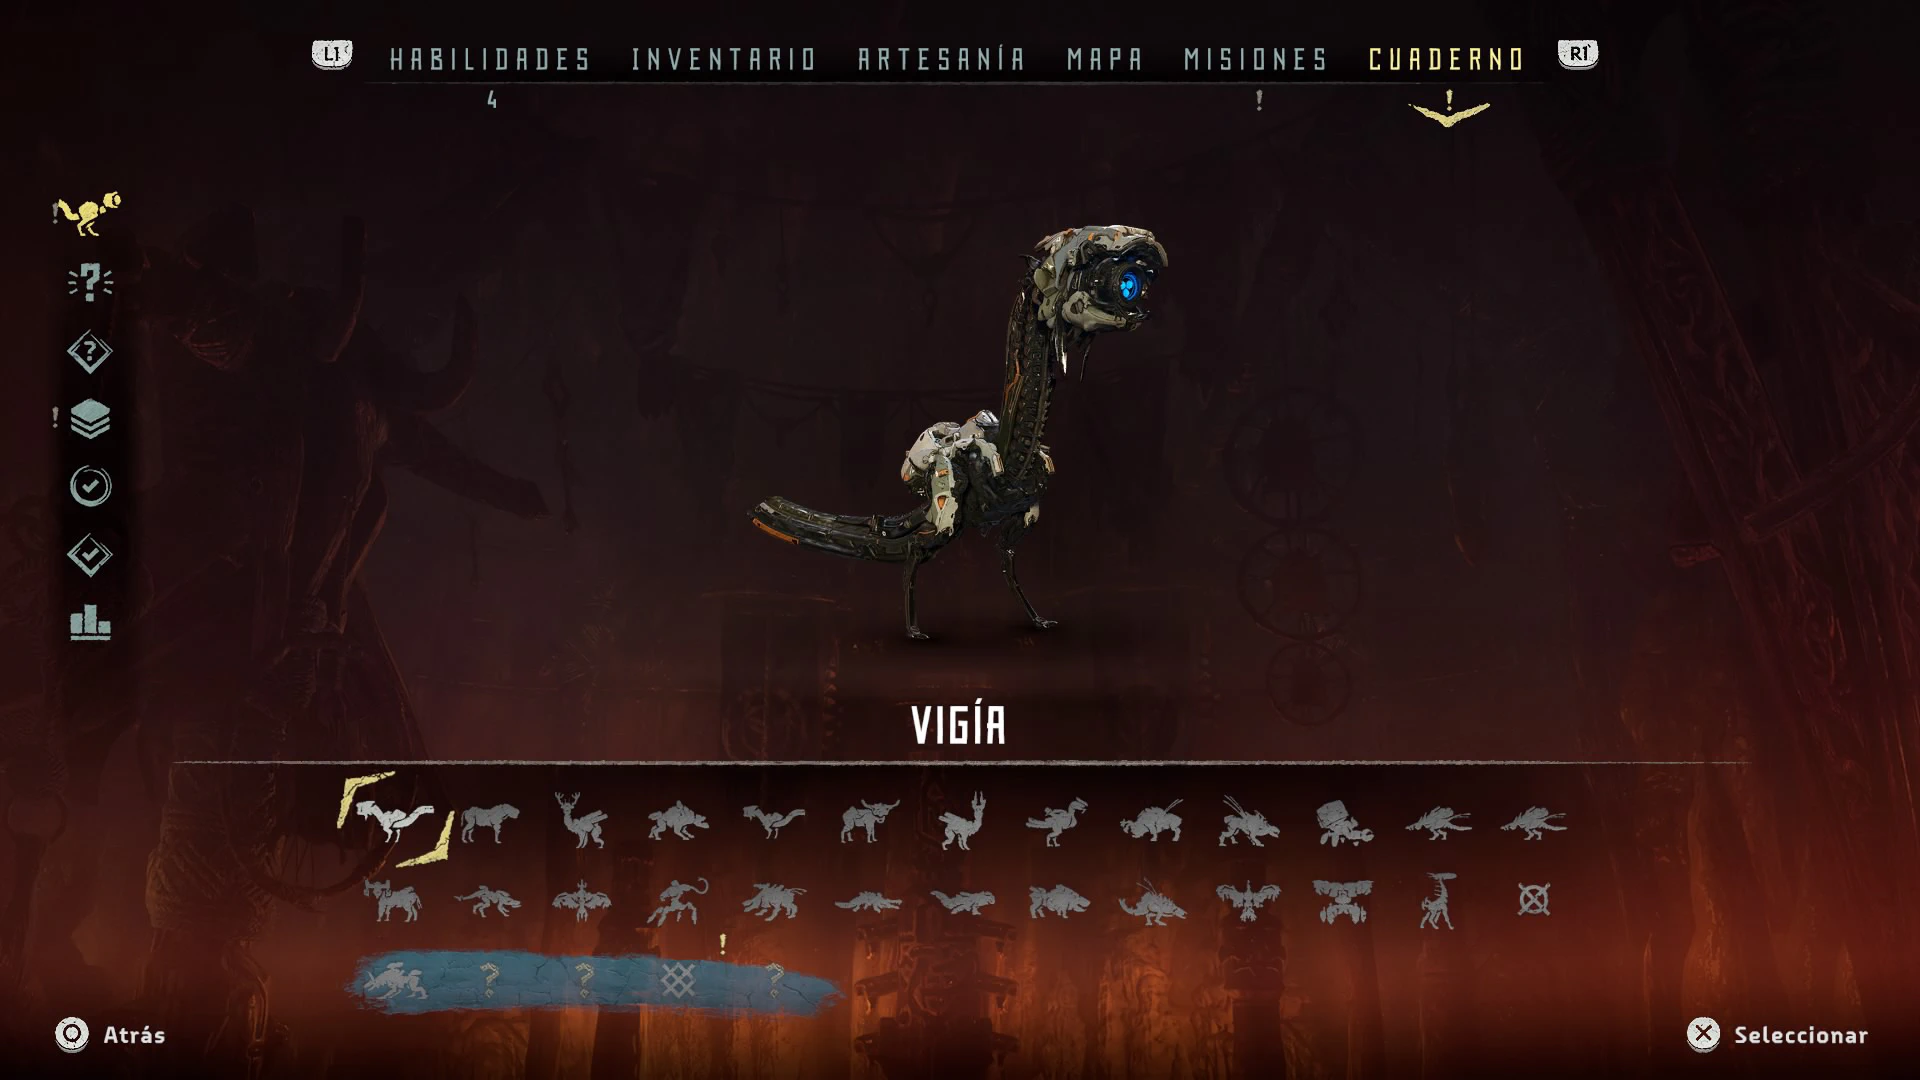 L1 HABILIDADES INVENTARIO ARTESANÍA MAPA MISIONES CUADERNO R1
4 ! !
!
?
?
!
VIGÍA
!
? ? ?
Atrás
Seleccionar